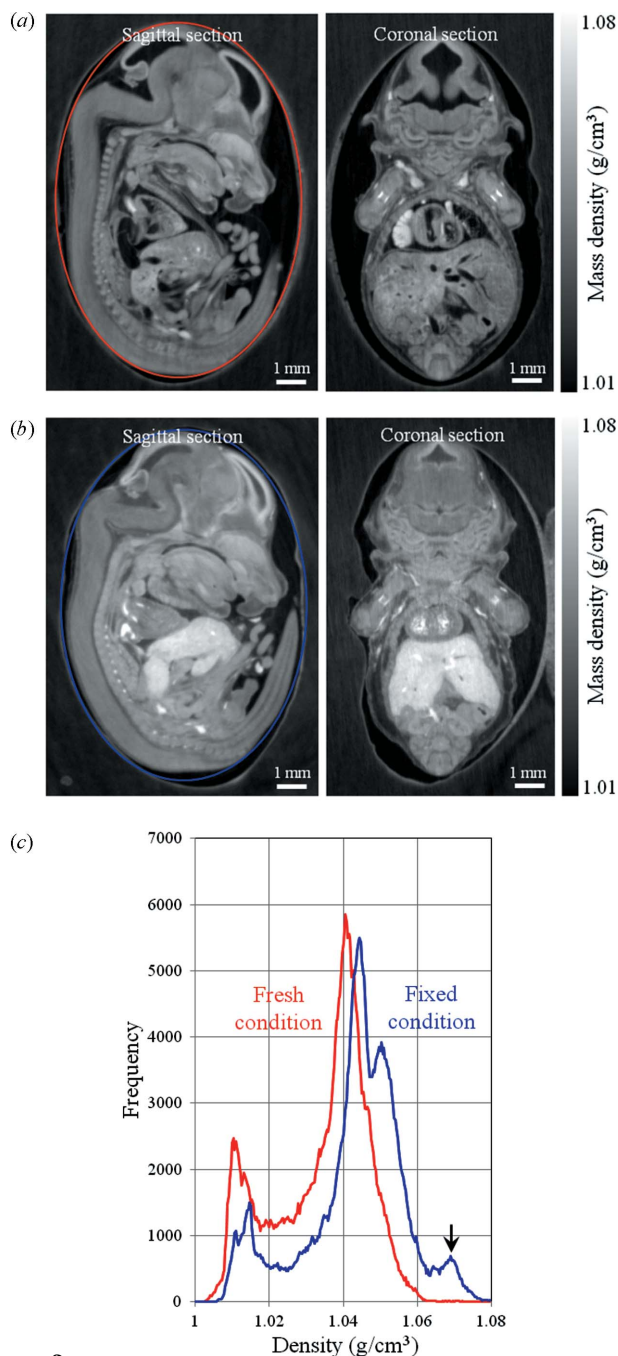 (a)
Sagittal section
Coronal section
1.08
Mass density (g/cm³)
1.01
1 mm
1 mm
(b)
Sagittal section
Coronal section
1.08
Mass density (g/cm³)
1.01
1 mm
1 mm
(c)
7000
6000
5000
4000
3000
2000
1000
0
Frequency
Fresh
condition
Fixed
condition
1
1.02
1.04
1.06
1.08
Density (g/cm³)